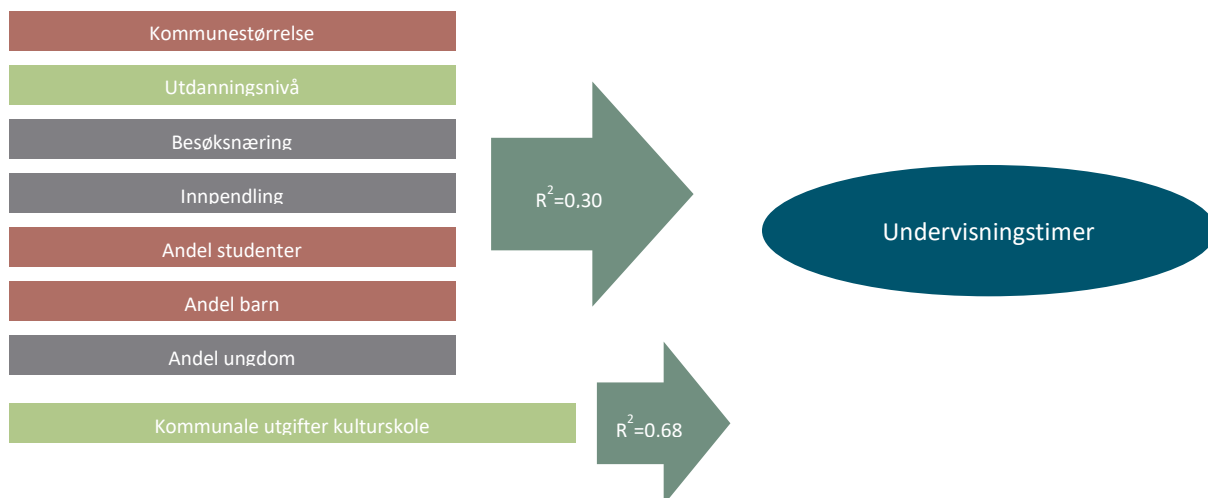 Kommunestørrelse
Utdanningsnivå
Besøksnæring
Innpendling
Andel studenter
Andel barn
Andel ungdom
Kommunale utgifter kulturskole
R²=0,30
R²=0.68
Undervisningstimer